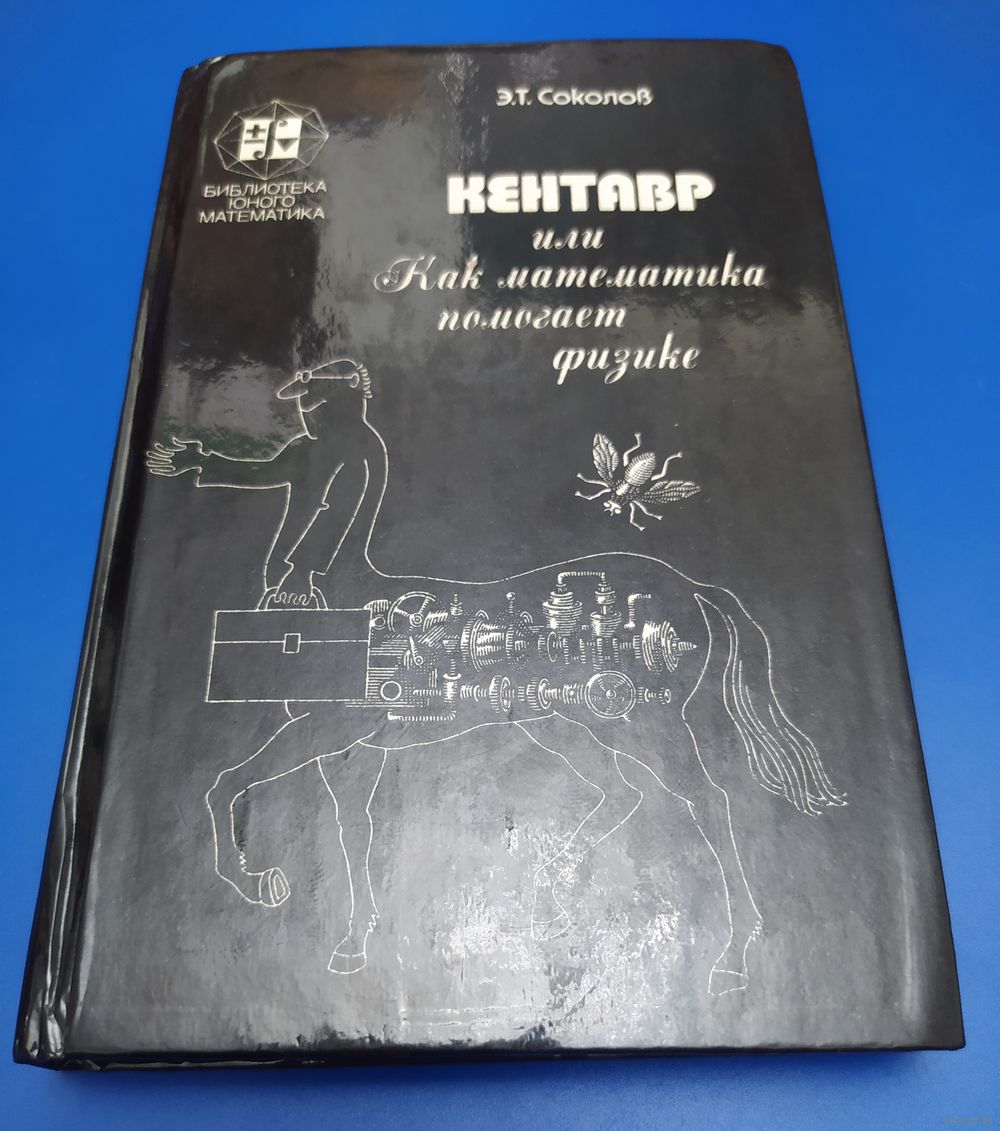 Э.Т. Соколов
БИБЛИОТЕКА
ЮНОГО
МАТЕМАТИКА
КЕНТАВР
или
Как математика
помогает
физике